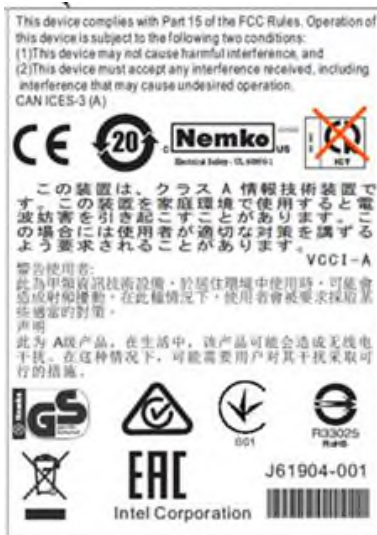 This device complies with Part 15 of the FCC Rules. Operation of
this device is subject to the following two conditions:
(1)This device may not cause harmful interference, and
(2)This device must accept any interference received, including
interference that may cause undesired operation.
CAN ICES-3 (A)
CE 20 C Nemko US
ICT
この装置は、クラス A 情報技術装置で
す。この装置を家庭環境で使用すると電
波妨害を引き起こすことがあります。こ
の場合には使用者が適切な対策を講ずる
よう要求されることがあります。
VCCI-A
警告使用者:
此為甲類資訊技術設備，於居住環境中使用時，可能會
造成射頻擾動，在此種情況下，使用者會被要求採取某
些適當的對策。
声明
此为 A级产品，在生活中，该产品可能会造成无线电
干扰。在这种情况下，可能需要用户对其干扰采取可
行的措施。
Nemko GS
001
R33025
RoHS
EAC
J61904-001
Intel Corporation